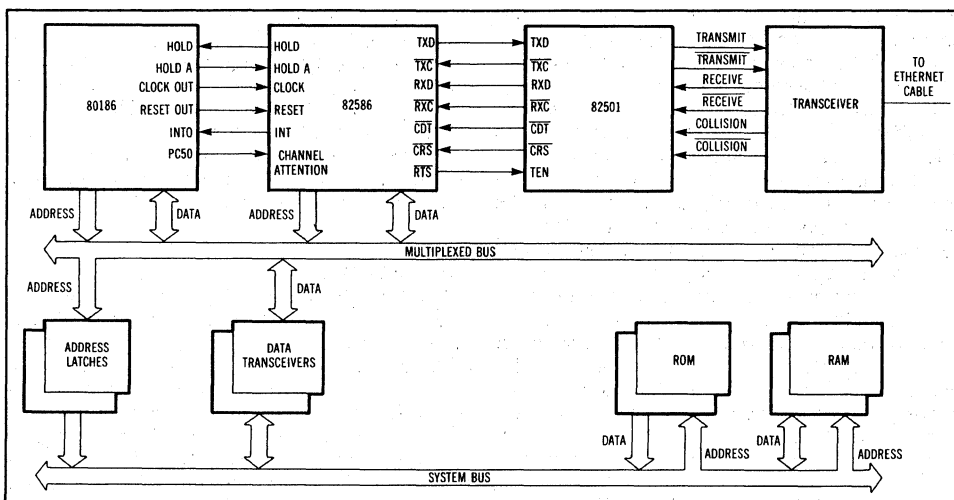 HOLD
HOLD A
CLOCK OUT
RESET OUT
INTO
PC50
80186
HOLD
HOLD A
CLOCK
RESET
INT
CHANNEL
ATTENTION
82586
TXD
TXC
RXD
RXC
CDT
CRS
RTS
TXD
TXC
RXD
RXC
CDT
CRS
TEN
82501
TRANSMIT
TRANSMIT
RECEIVE
RECEIVE
COLLISION
COLLISION
TRANSCEIVER
TO
ETHERNET
CABLE
ADDRESS
DATA
ADDRESS
DATA
MULTIPLEXED BUS
ADDRESS
DATA
ADDRESS
LATCHES
DATA
TRANSCEIVERS
ROM
RAM
DATA
ADDRESS
DATA
ADDRESS
SYSTEM BUS